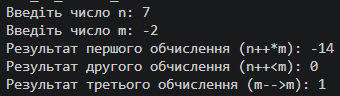 Введіть число n: 7
Введіть число m: -2
Результат першого обчислення (n++*m): -14
Результат другого обчислення (n++<m): 0
Результат третього обчислення (m-->m): 1